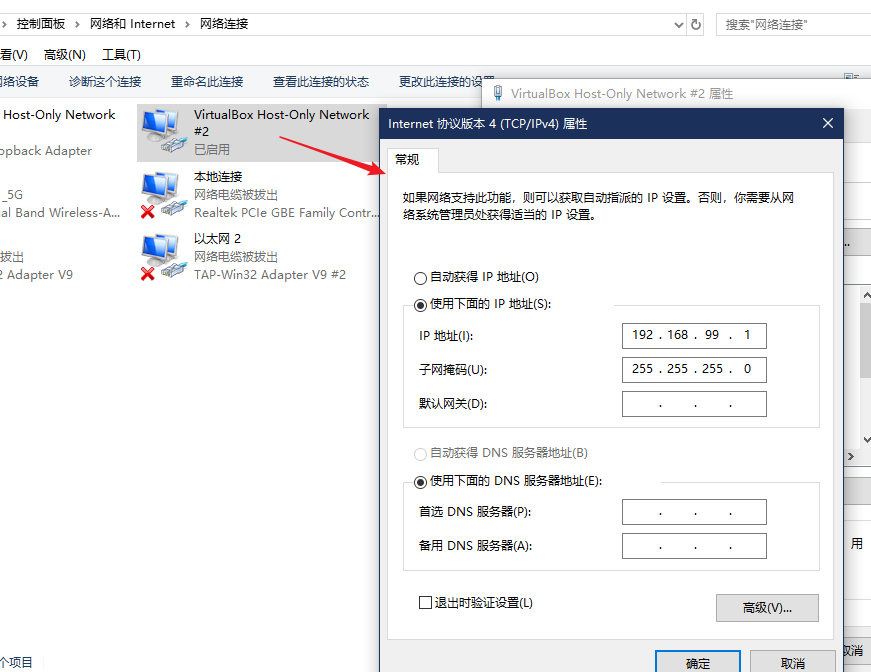 控制面板 › 网络和 Internet › 网络连接
搜索"网络连接"
看(V) 高级(N) 工具(T)
网络设备 诊断这个连接 重命名此连接 查看此连接的状态 更改此连接的设置
VirtualBox Host-Only Network #2 属性
Host-Only Network
opback Adapter
VirtualBox Host-Only Network
#2
已启用
_5G
al Band Wireless-A...
本地连接
网络电缆被拔出
Realtek PCIe GBE Family Contr...
拔出
2 Adapter V9
以太网 2
网络电缆被拔出
TAP-Win32 Adapter V9 #2
Internet 协议版本 4 (TCP/IPv4) 属性
常规
如果网络支持此功能，则可以获取自动指派的 IP 设置。否则，你需要从网
络系统管理员处获得适当的 IP 设置。
自动获得 IP 地址(O)
使用下面的 IP 地址(S):
IP 地址(I): 192 . 168 . 99 . 1
子网掩码(U): 255 . 255 . 255 . 0
默认网关(D): . . .
自动获得 DNS 服务器地址(B)
使用下面的 DNS 服务器地址(E):
首选 DNS 服务器(P): . . .
备用 DNS 服务器(A): . . .
退出时验证设置(L)
高级(V)...
确定 取消
..
用
取消
个项目